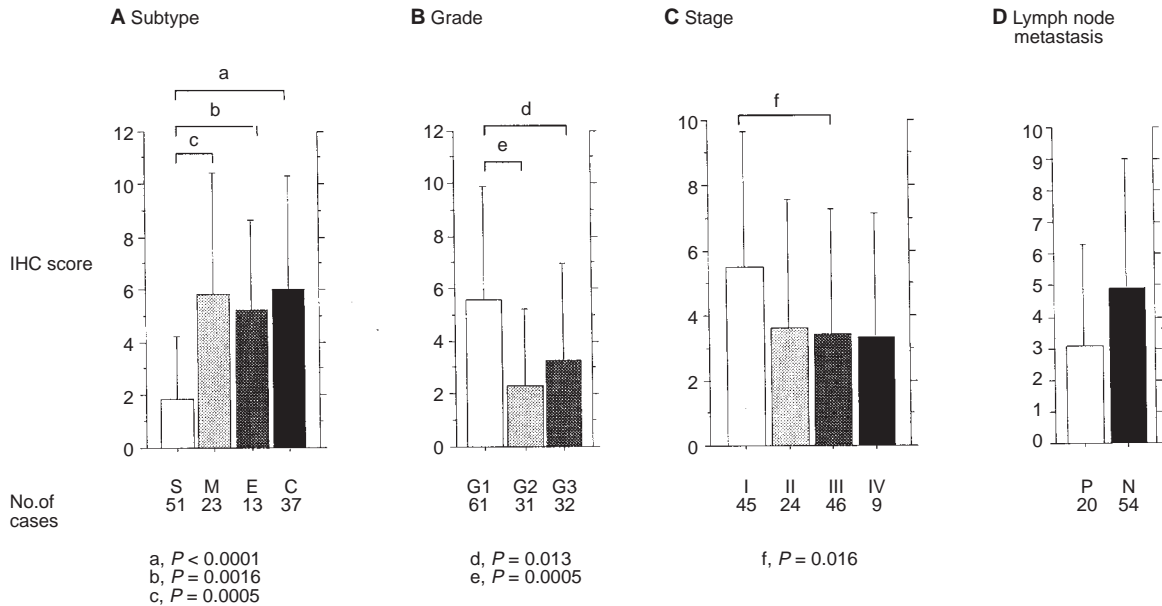 A Subtype
B Grade
C Stage
D Lymph node
metastasis
IHC score
a
b
c
12
10
8
6
4
2
0
d
e
12
10
8
6
4
2
0
f
10
8
6
4
2
0
10
9
8
7
6
5
4
3
2
1
0
S M E C
G1 G2 G3
I II III IV
P N
No.of
cases
51 23 13 37
61 31 32
45 24 46 9
20 54
a, P < 0.0001
b, P = 0.0016
c, P = 0.0005
d, P = 0.013
e, P = 0.0005
f, P = 0.016